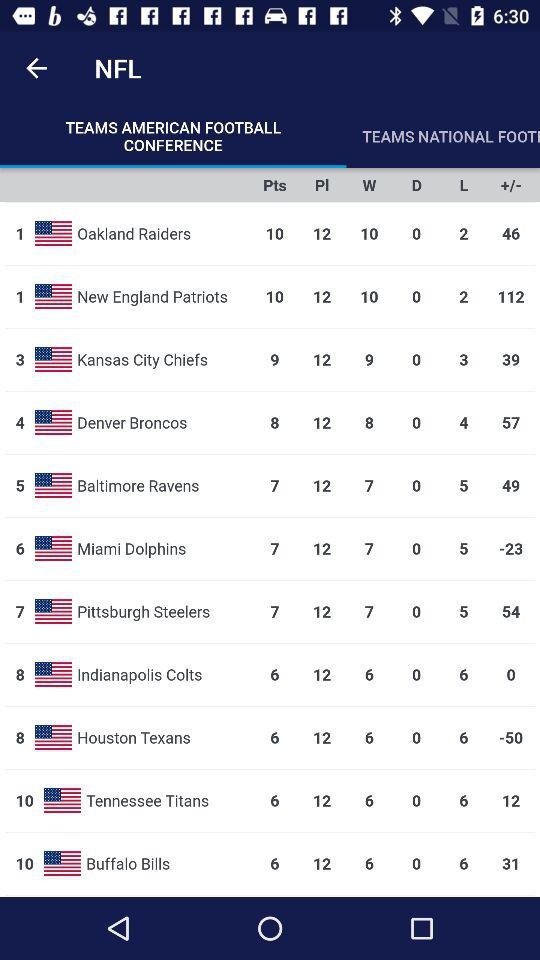 6:30
NFL
TEAMS AMERICAN FOOTBALL
CONFERENCE
TEAMS NATIONAL FOOT
Pts Pl W D L +/-
1 Oakland Raiders 10 12 10 0 2 46
1 New England Patriots 10 12 10 0 2 112
3 Kansas City Chiefs 9 12 9 0 3 39
4 Denver Broncos 8 12 8 0 4 57
5 Baltimore Ravens 7 12 7 0 5 49
6 Miami Dolphins 7 12 7 0 5 -23
7 Pittsburgh Steelers 7 12 7 0 5 54
8 Indianapolis Colts 6 12 6 0 6 0
8 Houston Texans 6 12 6 0 6 -50
10 Tennessee Titans 6 12 6 0 6 12
10 Buffalo Bills 6 12 6 0 6 31